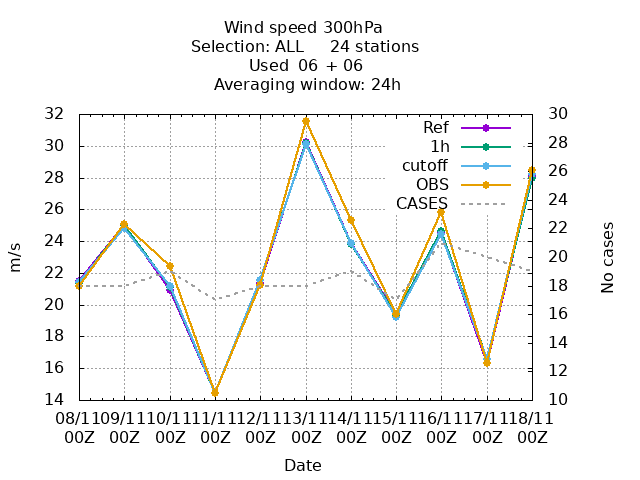 Wind speed 300hPa
Selection: ALL 24 stations
Used 06 + 06
Averaging window: 24h
32 30
30 28
28 26
26 24
24 22
22 20
20 18
18 16
16 14
14 12
10
Ref
1h
cutoff
OBS
CASES
m/s
No cases
08/11 09/11 10/11 11/11 12/11 13/11 14/11 15/11 16/11 17/11 18/11
00Z 00Z 00Z 00Z 00Z 00Z 00Z 00Z 00Z 00Z 00Z
Date